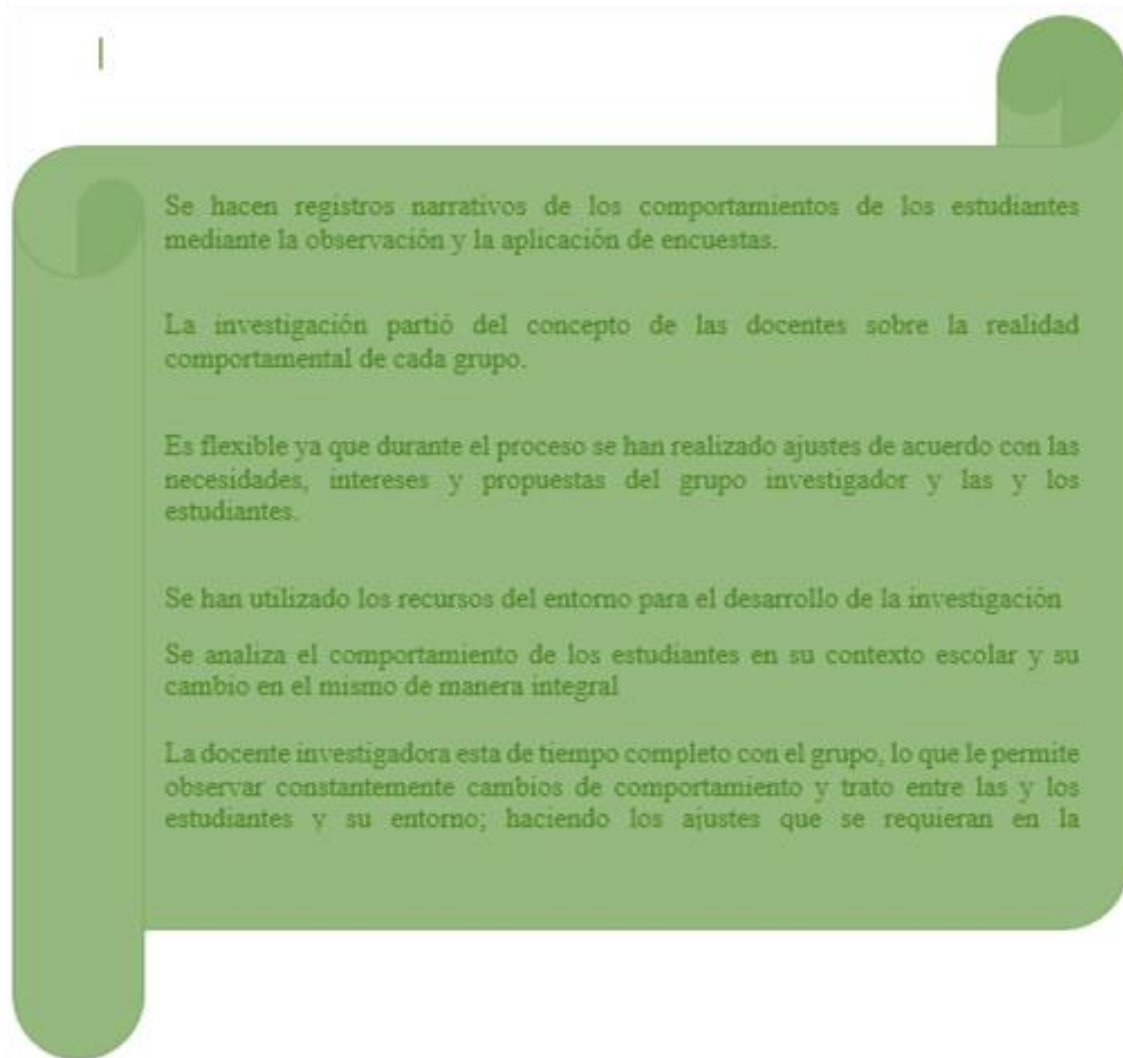 Se hacen registros narrativos de los comportamientos de los estudiantes
mediante la observación y la aplicación de encuestas.
La investigación partió del concepto de las docentes sobre la realidad
comportamental de cada grupo.
Es flexible ya que durante el proceso se han realizado ajustes de acuerdo con las
necesidades, intereses y propuestas del grupo investigador y las y los
estudiantes.
Se han utilizado los recursos del entorno para el desarrollo de la investigación
Se analiza el comportamiento de los estudiantes en su contexto escolar y su
cambio en el mismo de manera integral
La docente investigadora esta de tiempo completo con el grupo, lo que le permite
observar constantemente cambios de comportamiento y trato entre las y los
estudiantes y su entorno; haciendo los ajustes que se requieran en la